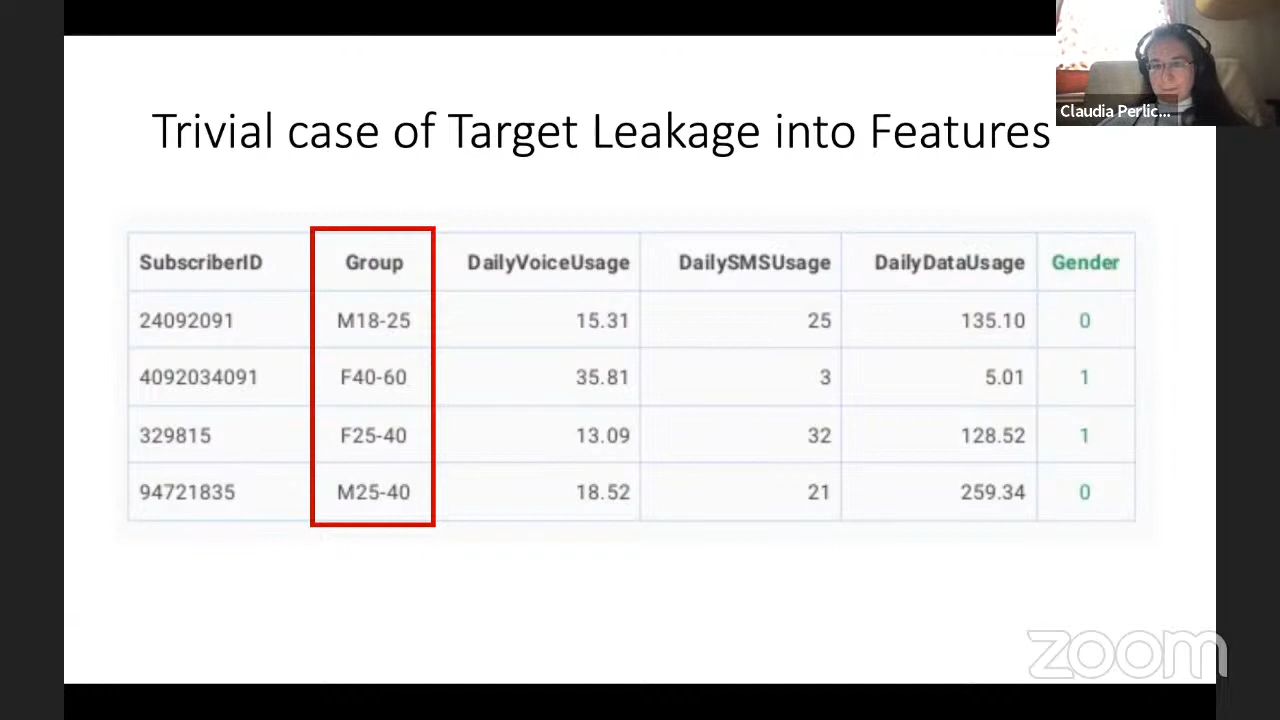 Claudia Perlic...
Trivial case of Target Leakage into Features
SubscriberID Group DailyVoiceUsage DailySMSUsage DailyDataUsage Gender
24092091 M18-25 15.31 25 135.10 0
4092034091 F40-60 35.81 3 5.01 1
329815 F25-40 13.09 32 128.52 1
94721835 M25-40 18.52 21 259.34 0
zoom